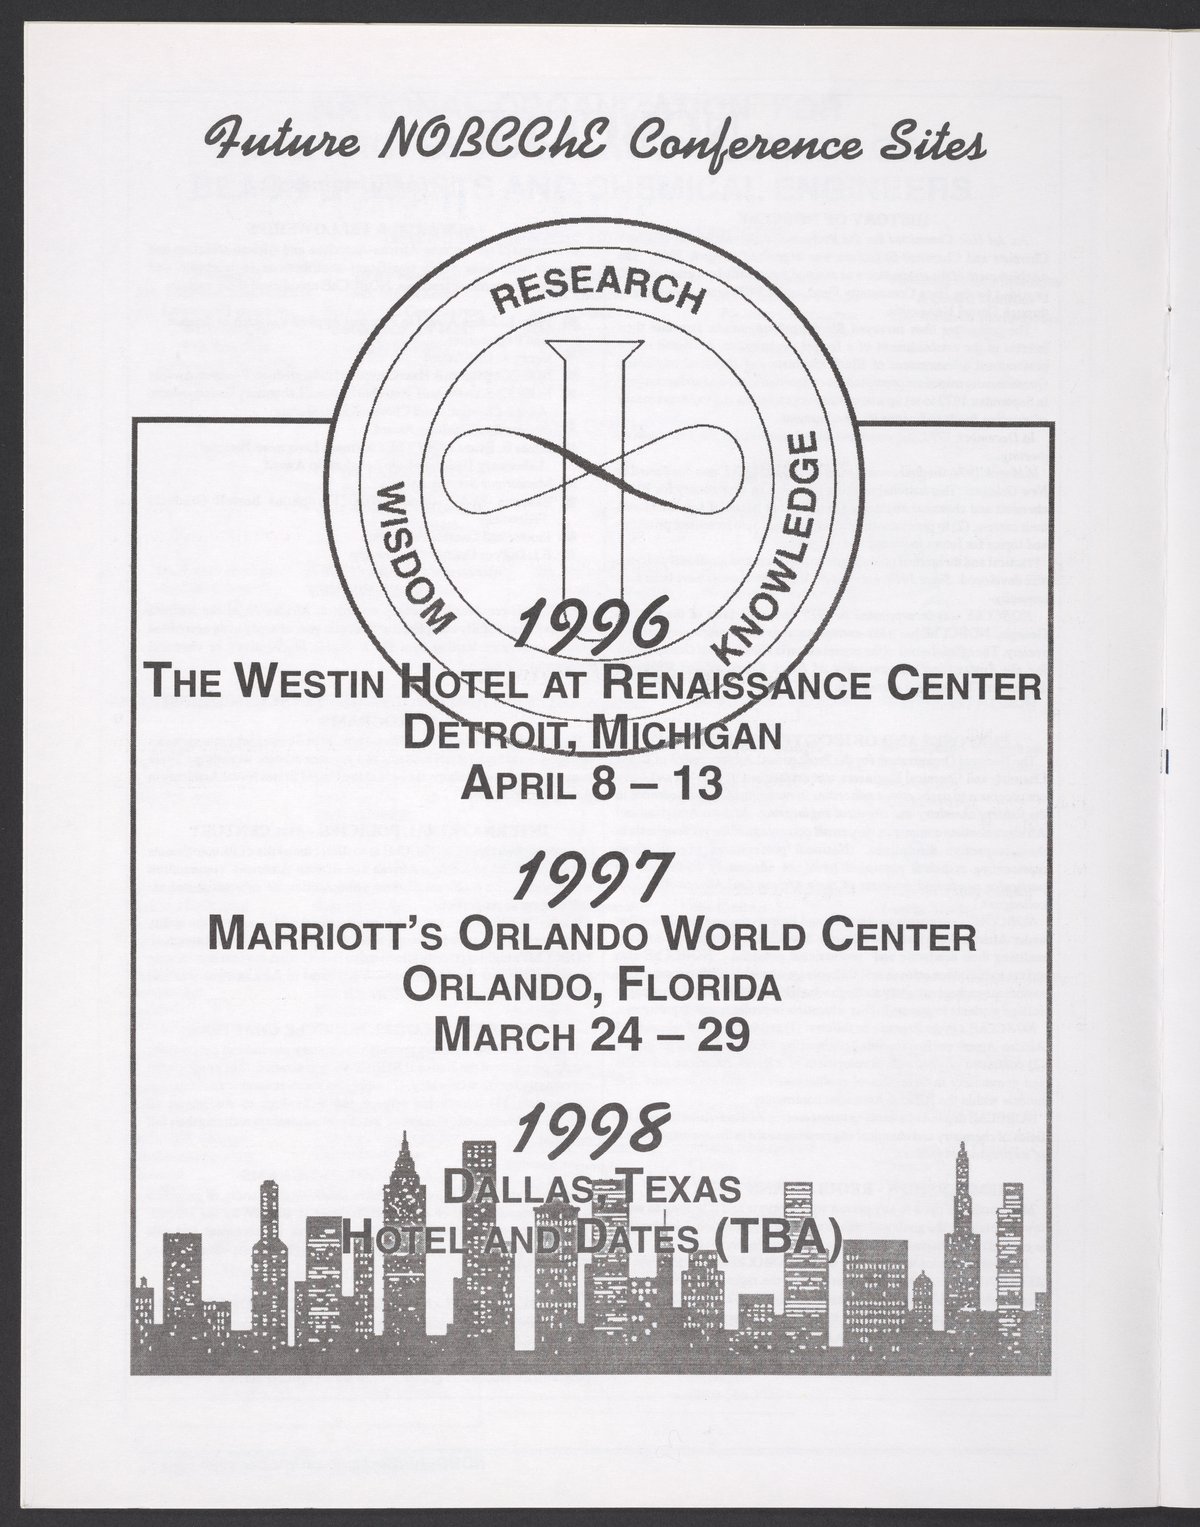 Future NOBCChE Conference Sites
RESEARCH
WISDOM
KNOWLEDGE
1996
THE WESTIN HOTEL AT RENAISSANCE CENTER
DETROIT, MICHIGAN
APRIL 8 – 13
1997
MARRIOTT'S ORLANDO WORLD CENTER
ORLANDO, FLORIDA
MARCH 24 – 29
1998
DALLAS, TEXAS
HOTEL AND DATES (TBA)